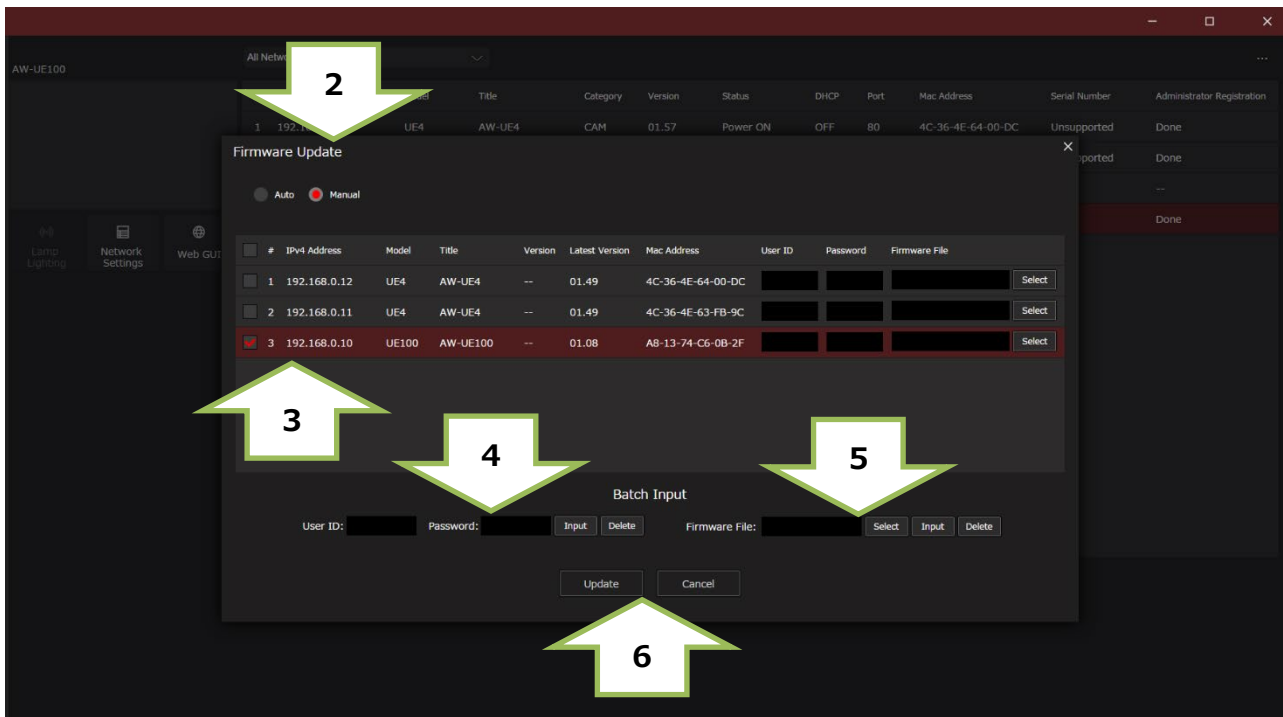 AW-UE100
All Netwo
...
Title Category Version Status DHCP Port Mac Address Serial Number Administrator Registration
1 192.1 UE4 AW-UE4 CAM 01.57 Power ON OFF 80 4C-36-4E-64-00-DC Unsupported Done
pported Done
--
Done
Lamp Lighting
Network Settings
Web GUI
2
Firmware Update
Auto Manual
# IPv4 Address Model Title Version Latest Version Mac Address User ID Password Firmware File
1 192.168.0.12 UE4 AW-UE4 -- 01.49 4C-36-4E-64-00-DC Select
2 192.168.0.11 UE4 AW-UE4 -- 01.49 4C-36-4E-63-FB-9C Select
3 192.168.0.10 UE100 AW-UE100 -- 01.08 A8-13-74-C6-0B-2F Select
3
4
5
Batch Input
User ID: Password: Input Delete Firmware File: Select Input Delete
Update Cancel
6